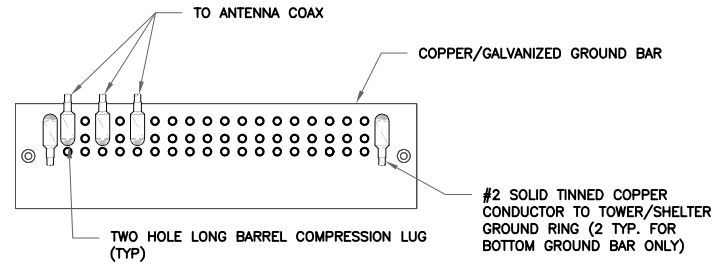 TO ANTENNA COAX
COPPER/GALVANIZED GROUND BAR
#2 SOLID TINNED COPPER
CONDUCTOR TO TOWER/SHELTER
GROUND RING (2 TYP. FOR
BOTTOM GROUND BAR ONLY)
TWO HOLE LONG BARREL COMPRESSION LUG
(TYP)